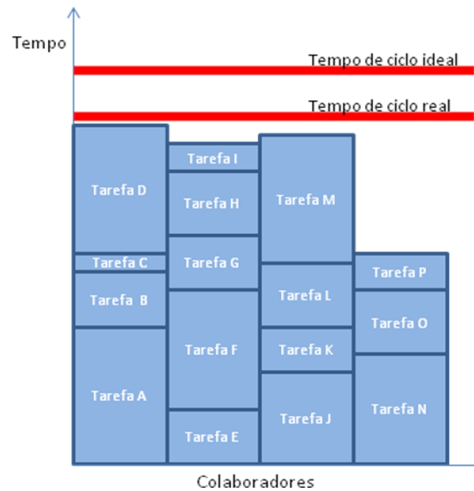 Tempo
Tempo de ciclo ideal
Tempo de ciclo real
Tarefa D
Tarefa C
Tarefa B
Tarefa A
Tarefa I
Tarefa H
Tarefa G
Tarefa F
Tarefa E
Tarefa M
Tarefa L
Tarefa K
Tarefa J
Tarefa P
Tarefa O
Tarefa N
Colaboradores